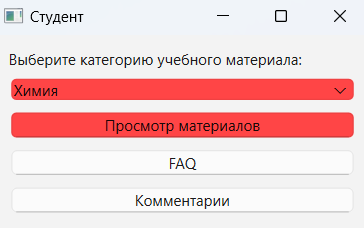 Студент
Выберите категорию учебного материала:
Химия
Просмотр материалов
FAQ
Комментарии